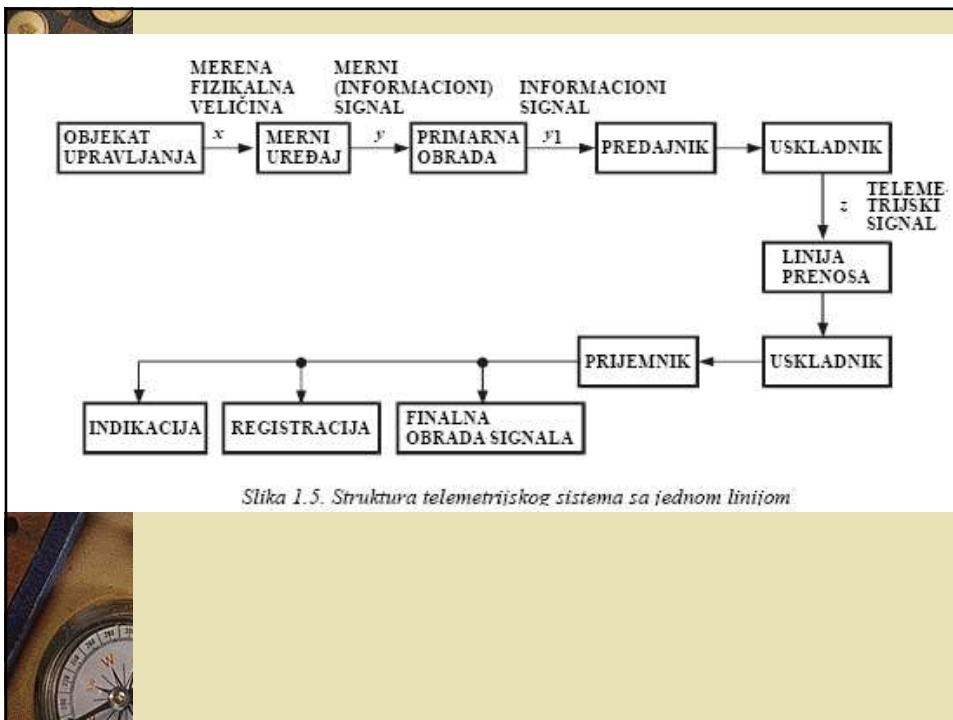 MERENA
FIZIKALNA
VELIČINA
MERNI
(INFORMACIONI)
SIGNAL
INFORMACIONI
SIGNAL
OBJEKAT
UPRAVLJANJA
x
MERNI
UREĐAJ
y
PRIMARNA
OBRADA
y1
PREDAJNIK
USKLADNIK
z
TELEME-
TRIJSKI
SIGNAL
LINIJA
PRENOSA
PRIJEMNIK
USKLADNIK
INDIKACIJA
REGISTRACIJA
FINALNA
OBRADA SIGNALA
Slika 1.5. Struktura telemetrijskog sistema sa jednom linijom
W